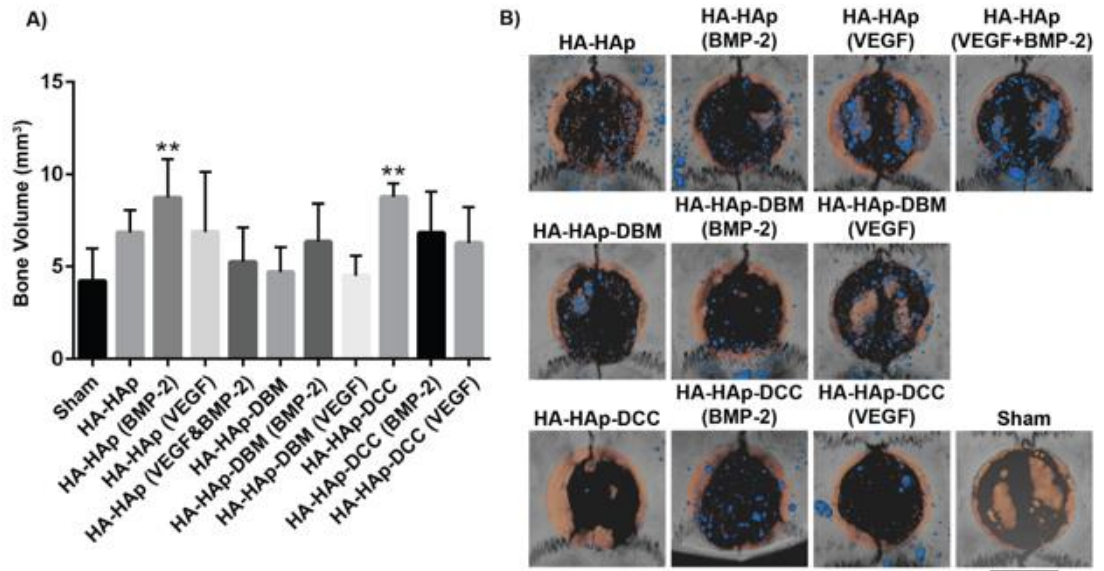 A)
Bone Volume (mm³)
15
10
5
0
**
**
Sham
HA-HAp
HA-HAp (BMP-2)
HA-HAp (VEGF)
HA-HAp (VEGF&BMP-2)
HA-HAp-DBM
HA-HAp-DBM (BMP-2)
HA-HAp-DBM (VEGF)
HA-HAp-DCC
HA-HAp-DCC (BMP-2)
HA-HAp-DCC (VEGF)
B)
HA-HAp
HA-HAp
(BMP-2)
HA-HAp
(VEGF)
HA-HAp
(VEGF+BMP-2)
HA-HAp-DBM
HA-HAp-DBM
(BMP-2)
HA-HAp-DBM
(VEGF)
HA-HAp-DCC
HA-HAp-DCC
(BMP-2)
HA-HAp-DCC
(VEGF)
Sham